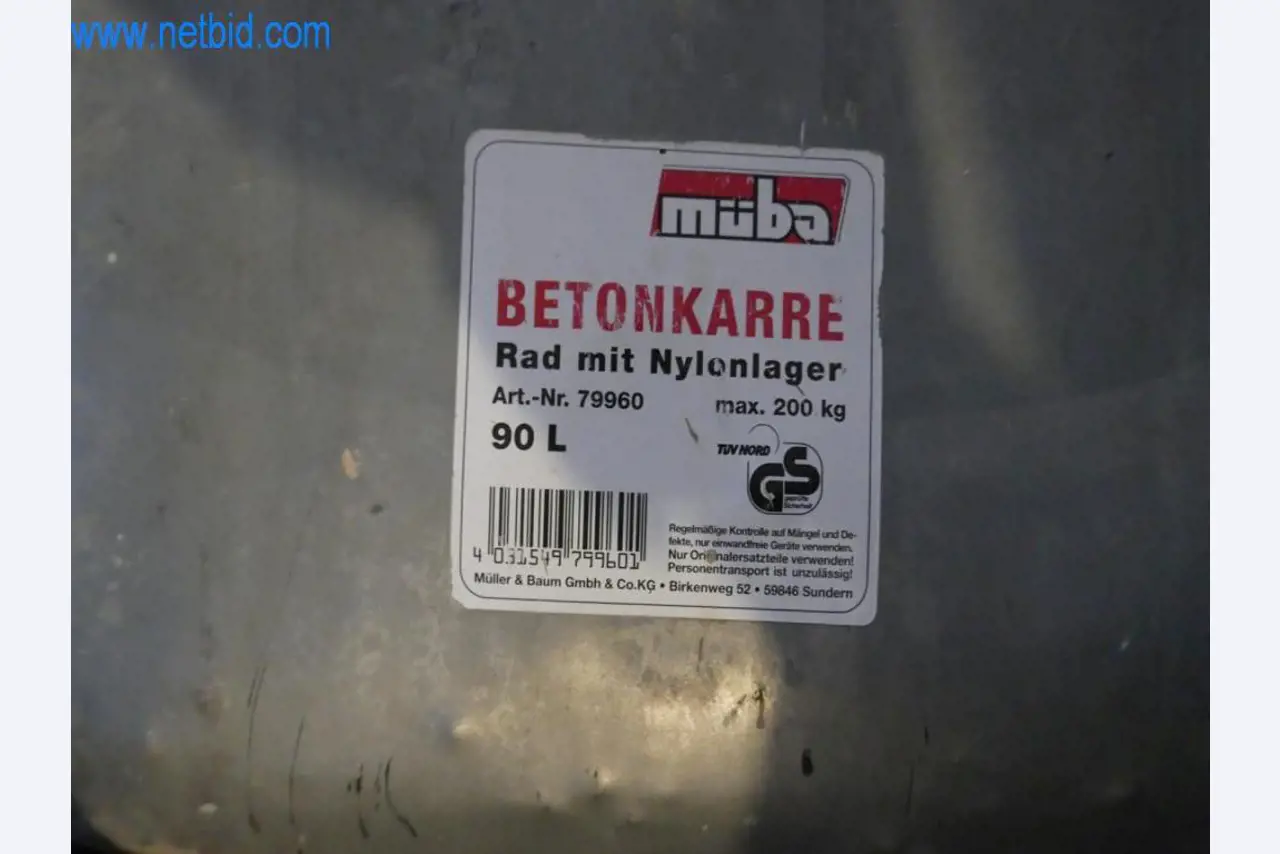 www.netbid.com
müba
BETONKARRE
Rad mit Nylonlager
Art.-Nr. 79960 max. 200 kg
90 L
TÜV NORD
GS
geprüfte
Sicherheit
4 031549 799601
Regelmäßige Kontrolle auf Mängel und De-
fekte, nur einwandfreie Geräte verwenden.
Nur Originalersatzteile verwenden!
Personentransport ist unzulässig!
Müller & Baum Gmbh & Co.KG • Birkenweg 52 • 59846 Sundern